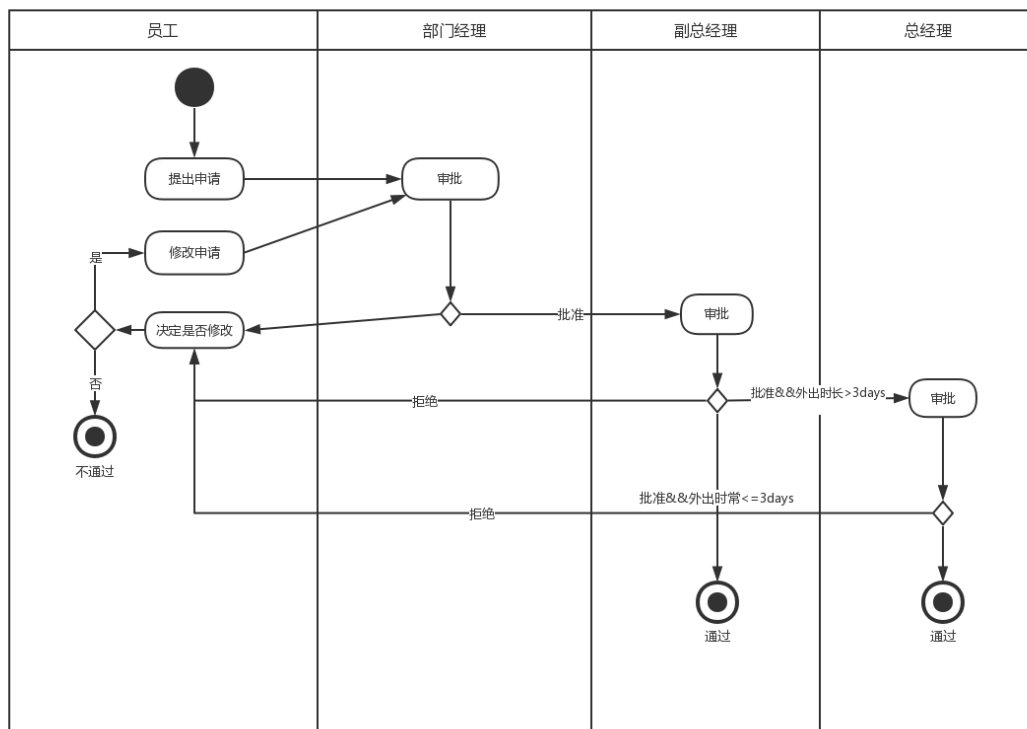 员工
部门经理
副总经理
总经理
提出申请
审批
修改申请
是
决定是否修改
批准
审批
否
拒绝
批准&&外出时长>3days
审批
不通过
批准&&外出时常<=3days
拒绝
通过
通过